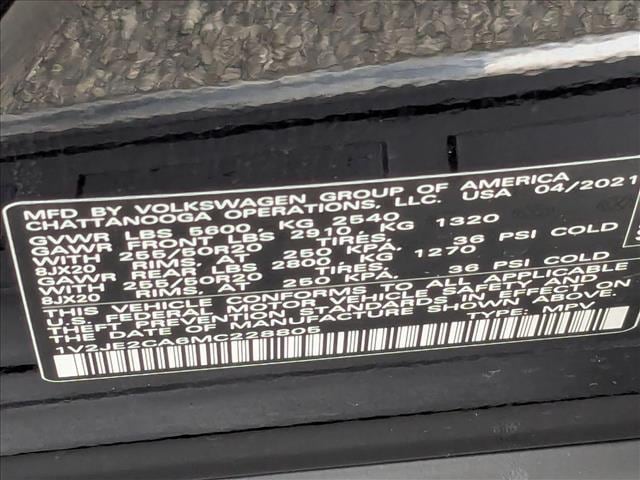 MFD BY VOLKSWAGEN GROUP OF AMERICA
CHATTANOOGA OPERATIONS, LLC. USA 04/2021
GVWR LBS 5600, KG 2540
GAWR FRONT LBS 2910, KG 1320
WITH 255/50R20 TIRES, 36 PSI COLD
8JX20 RIMS AT 250 KPA.
GAWR REAR LBS 2800 KG 1270
WITH 255/50R20 TIRES, 36 PSI COLD
8JX20 RIMS AT 250 KPA.
THIS VEHICLE CONFORMS TO ALL APPLICABLE
U.S. FEDERAL MOTOR VEHICLE SAFETY AND
THEFT PREVENTION STANDARDS IN EFFECT ON
THE DATE OF MANUFACTURE SHOWN ABOVE.
1V2JE2CA6MC228805 TYPE: MPV